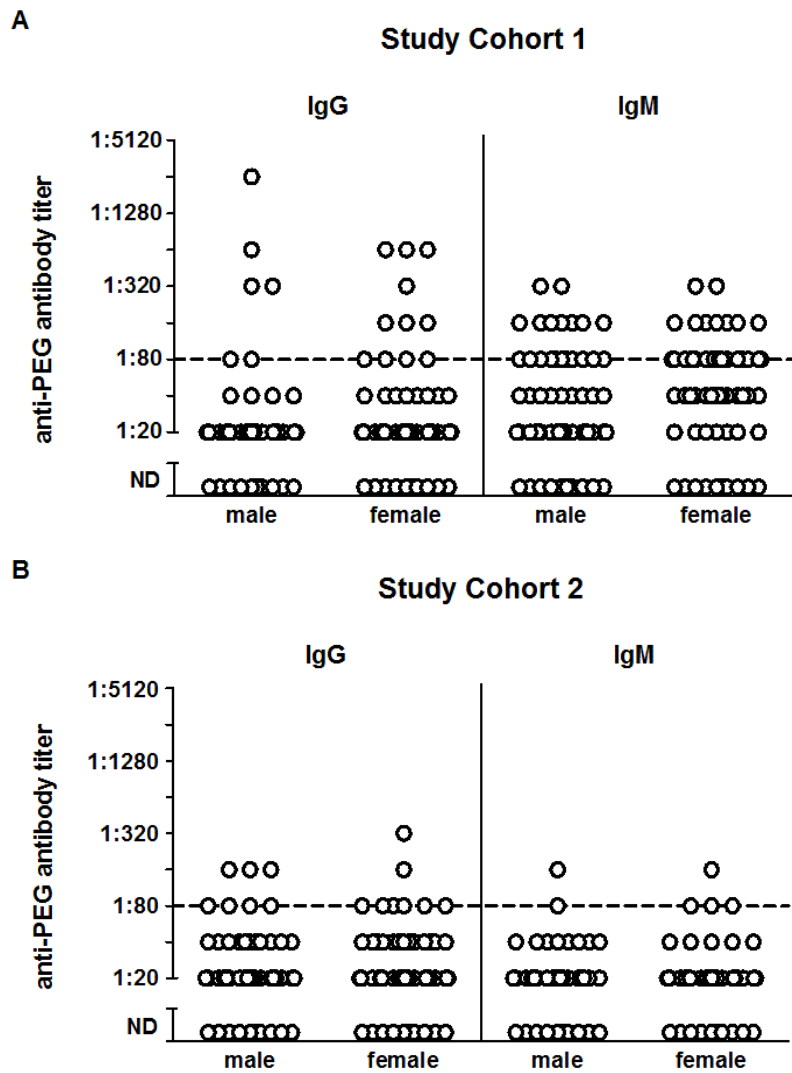 A
Study Cohort 1
IgG IgM
anti-PEG antibody titer
1:5120
1:1280
1:320
1:80
1:20
ND
male female male female
B
Study Cohort 2
IgG IgM
anti-PEG antibody titer
1:5120
1:1280
1:320
1:80
1:20
ND
male female male female